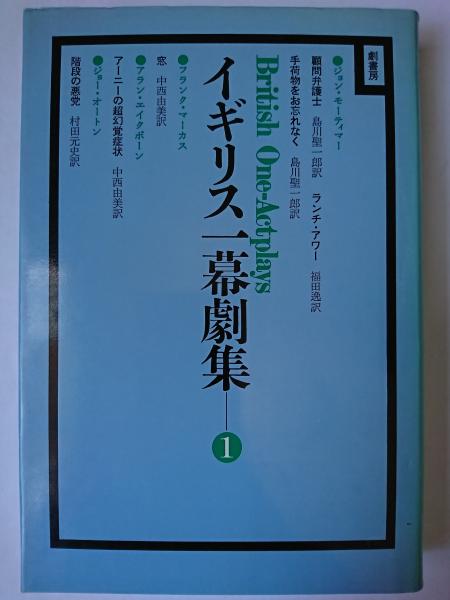 劇書房
●ジョン・モーティマー
顧問弁護士 島川聖一郎訳 ランチ・アワー 福田逸訳
手荷物をお忘れなく 島川聖一郎訳
British One-Actplays
イギリス一幕劇集―1
●フランク・マーカス
窓 中西由美訳
●アラン・エイクボーン
アーニーの超幻覚症状 中西由美訳
●ジョー・オートン
階段の悪党 村田元史訳